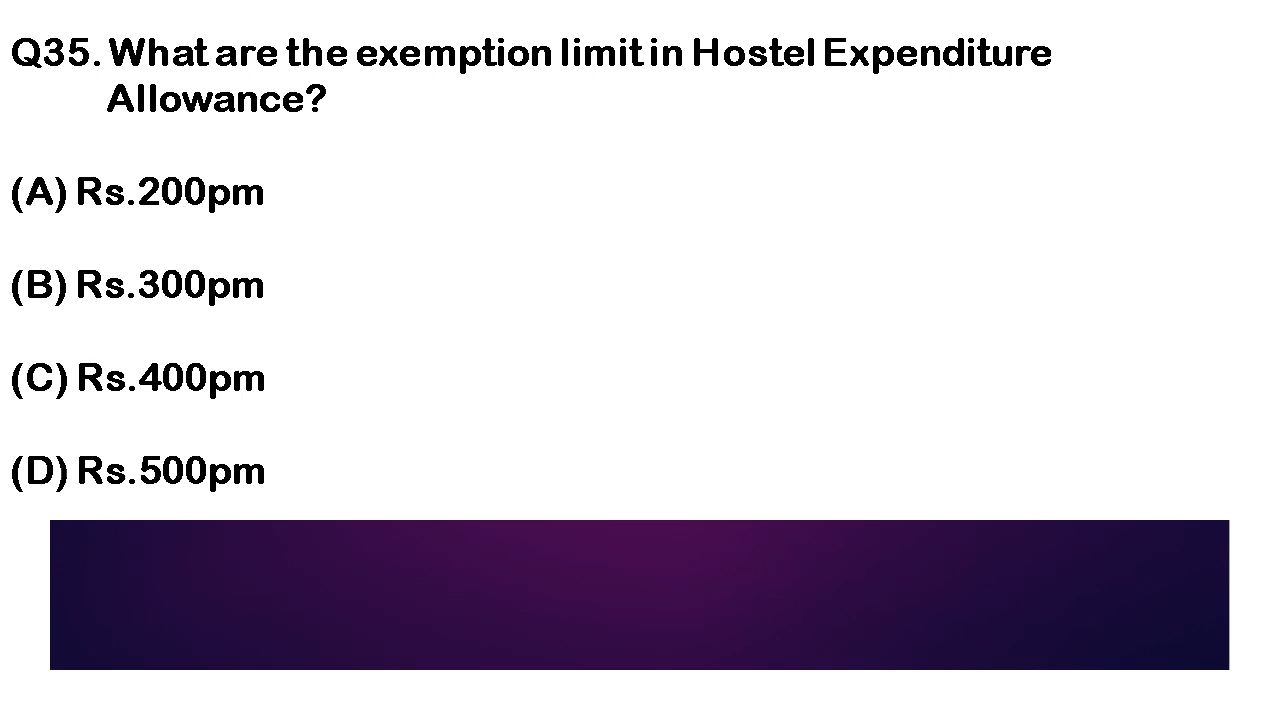 Q35. What are the exemption limit in Hostel Expenditure
Allowance?
(A) Rs.200pm
(B) Rs.300pm
(C) Rs.400pm
(D) Rs.500pm